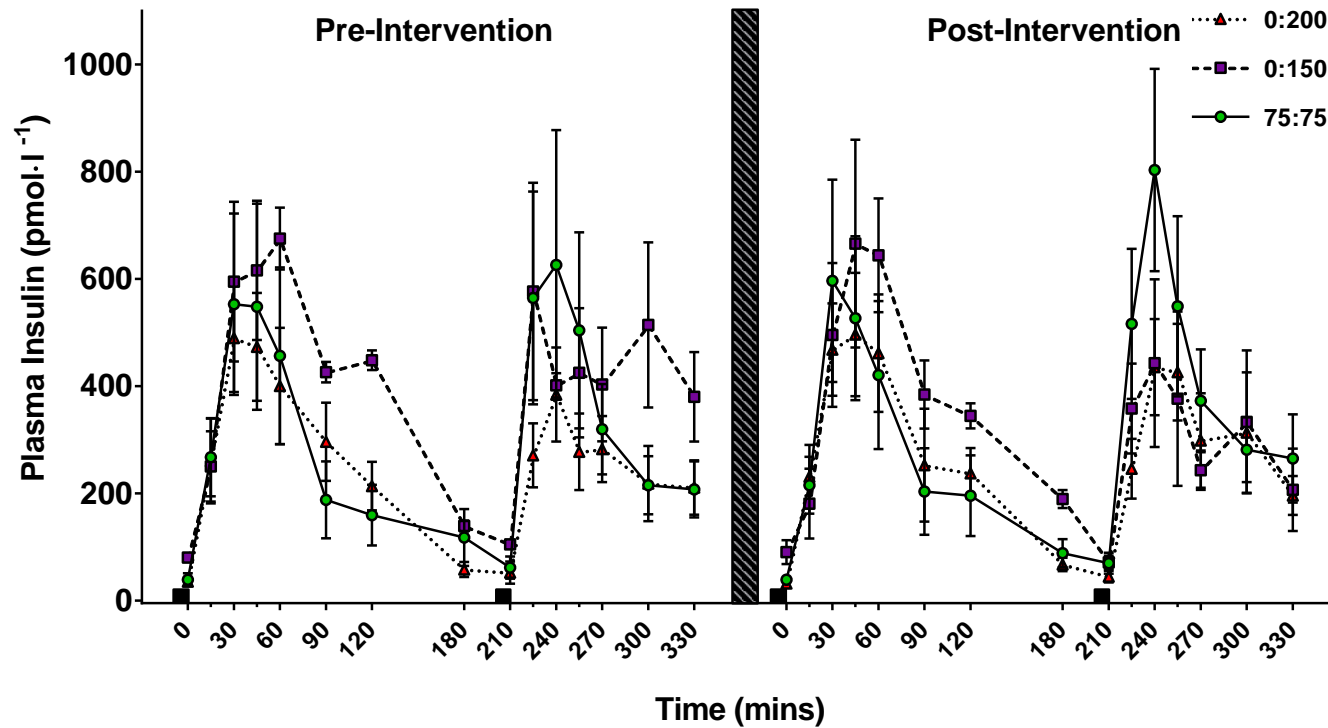 Pre-Intervention
Post-Intervention
0:200
0:150
75:75
Plasma Insulin (pmol·l⁻¹)
1000
800
600
400
200
0
0 30 60 90 120 180 210 240 270 300 330
0 30 60 90 120 180 210 240 270 300 330
Time (mins)